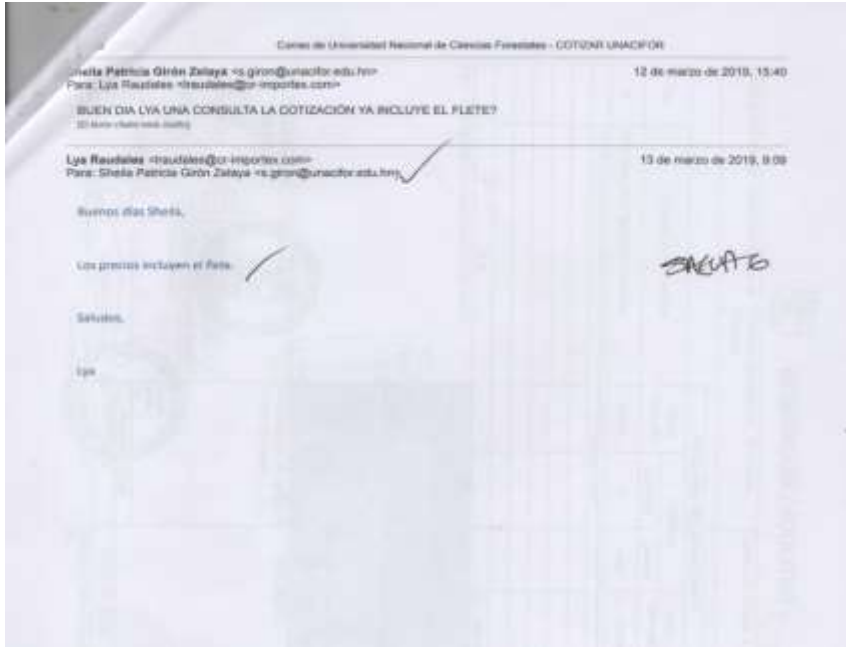 Correo de Universidad Nacional de Ciencias Forestales - COTIZAR UNACIFOR
Sheila Patricia Girón Zelaya <s.giron@unacifor.edu.hn>
12 de marzo de 2019, 15:40
Para: Lya Raudales <lraudales@cr-importex.com>
BUEN DIA LYA UNA CONSULTA LA COTIZACIÓN YA INCLUYE EL FLETE?
Lya Raudales <lraudales@cr-importex.com>
13 de marzo de 2019, 9:09
Para: Sheila Patricia Girón Zelaya <s.giron@unacifor.edu.hn>
Buenos días Sheila,
Los precios incluyen el flete.
Saludos,
Lya